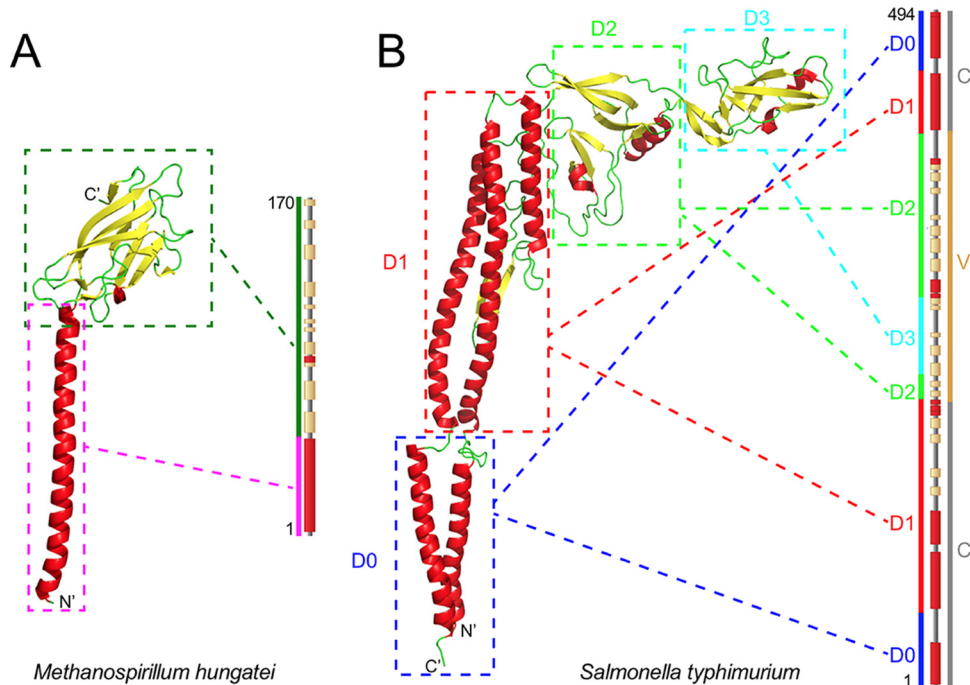 A
C'
N'
170
1
Methanospirillum hungatei
B
D2
D3
D1
D0
N'
C'
Salmonella typhimurium
494
D0
D1
D2
D3
D2
D1
D0
1
C
V
C